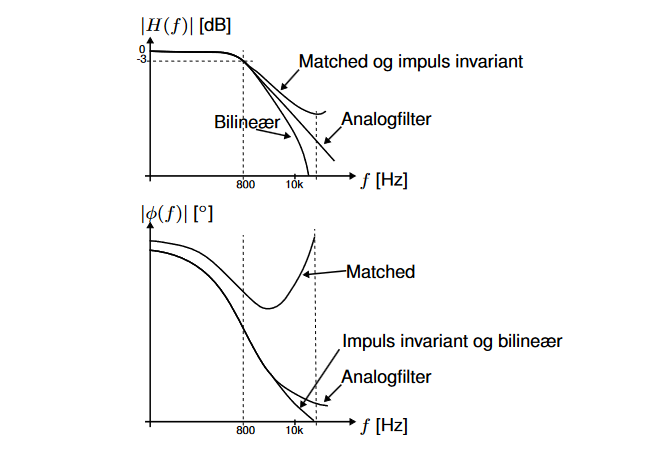 |H(f)| [dB]
0
-3
Matched og impuls invariant
Bilineær
Analogfilter
800
10k
f [Hz]
|ϕ(f)| [°]
Matched
Impuls invariant og bilineær
Analogfilter
800
10k
f [Hz]